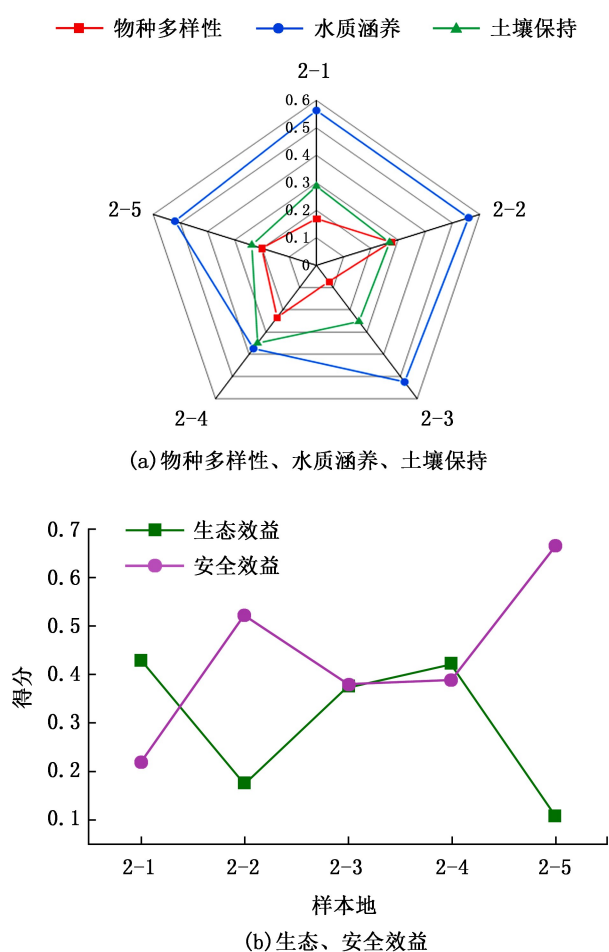 物种多样性 水质涵养 土壤保持
2-1
0.6
0.5
0.4
0.3
0.2
0.1
0
2-5 2-2
2-4 2-3
(a)物种多样性、水质涵养、土壤保持
0.7
0.6
0.5
0.4
0.3
0.2
0.1
生态效益
安全效益
得分
2-1 2-2 2-3 2-4 2-5
样本地
(b)生态、安全效益